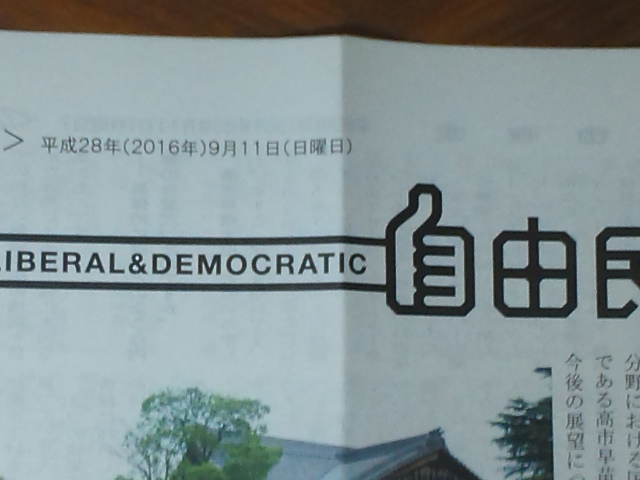 > 平成28年(2016年)9月11日(日曜日)
LIBERAL&DEMOCRATIC
自由民
分野における
である高市早苗
今後の展望に